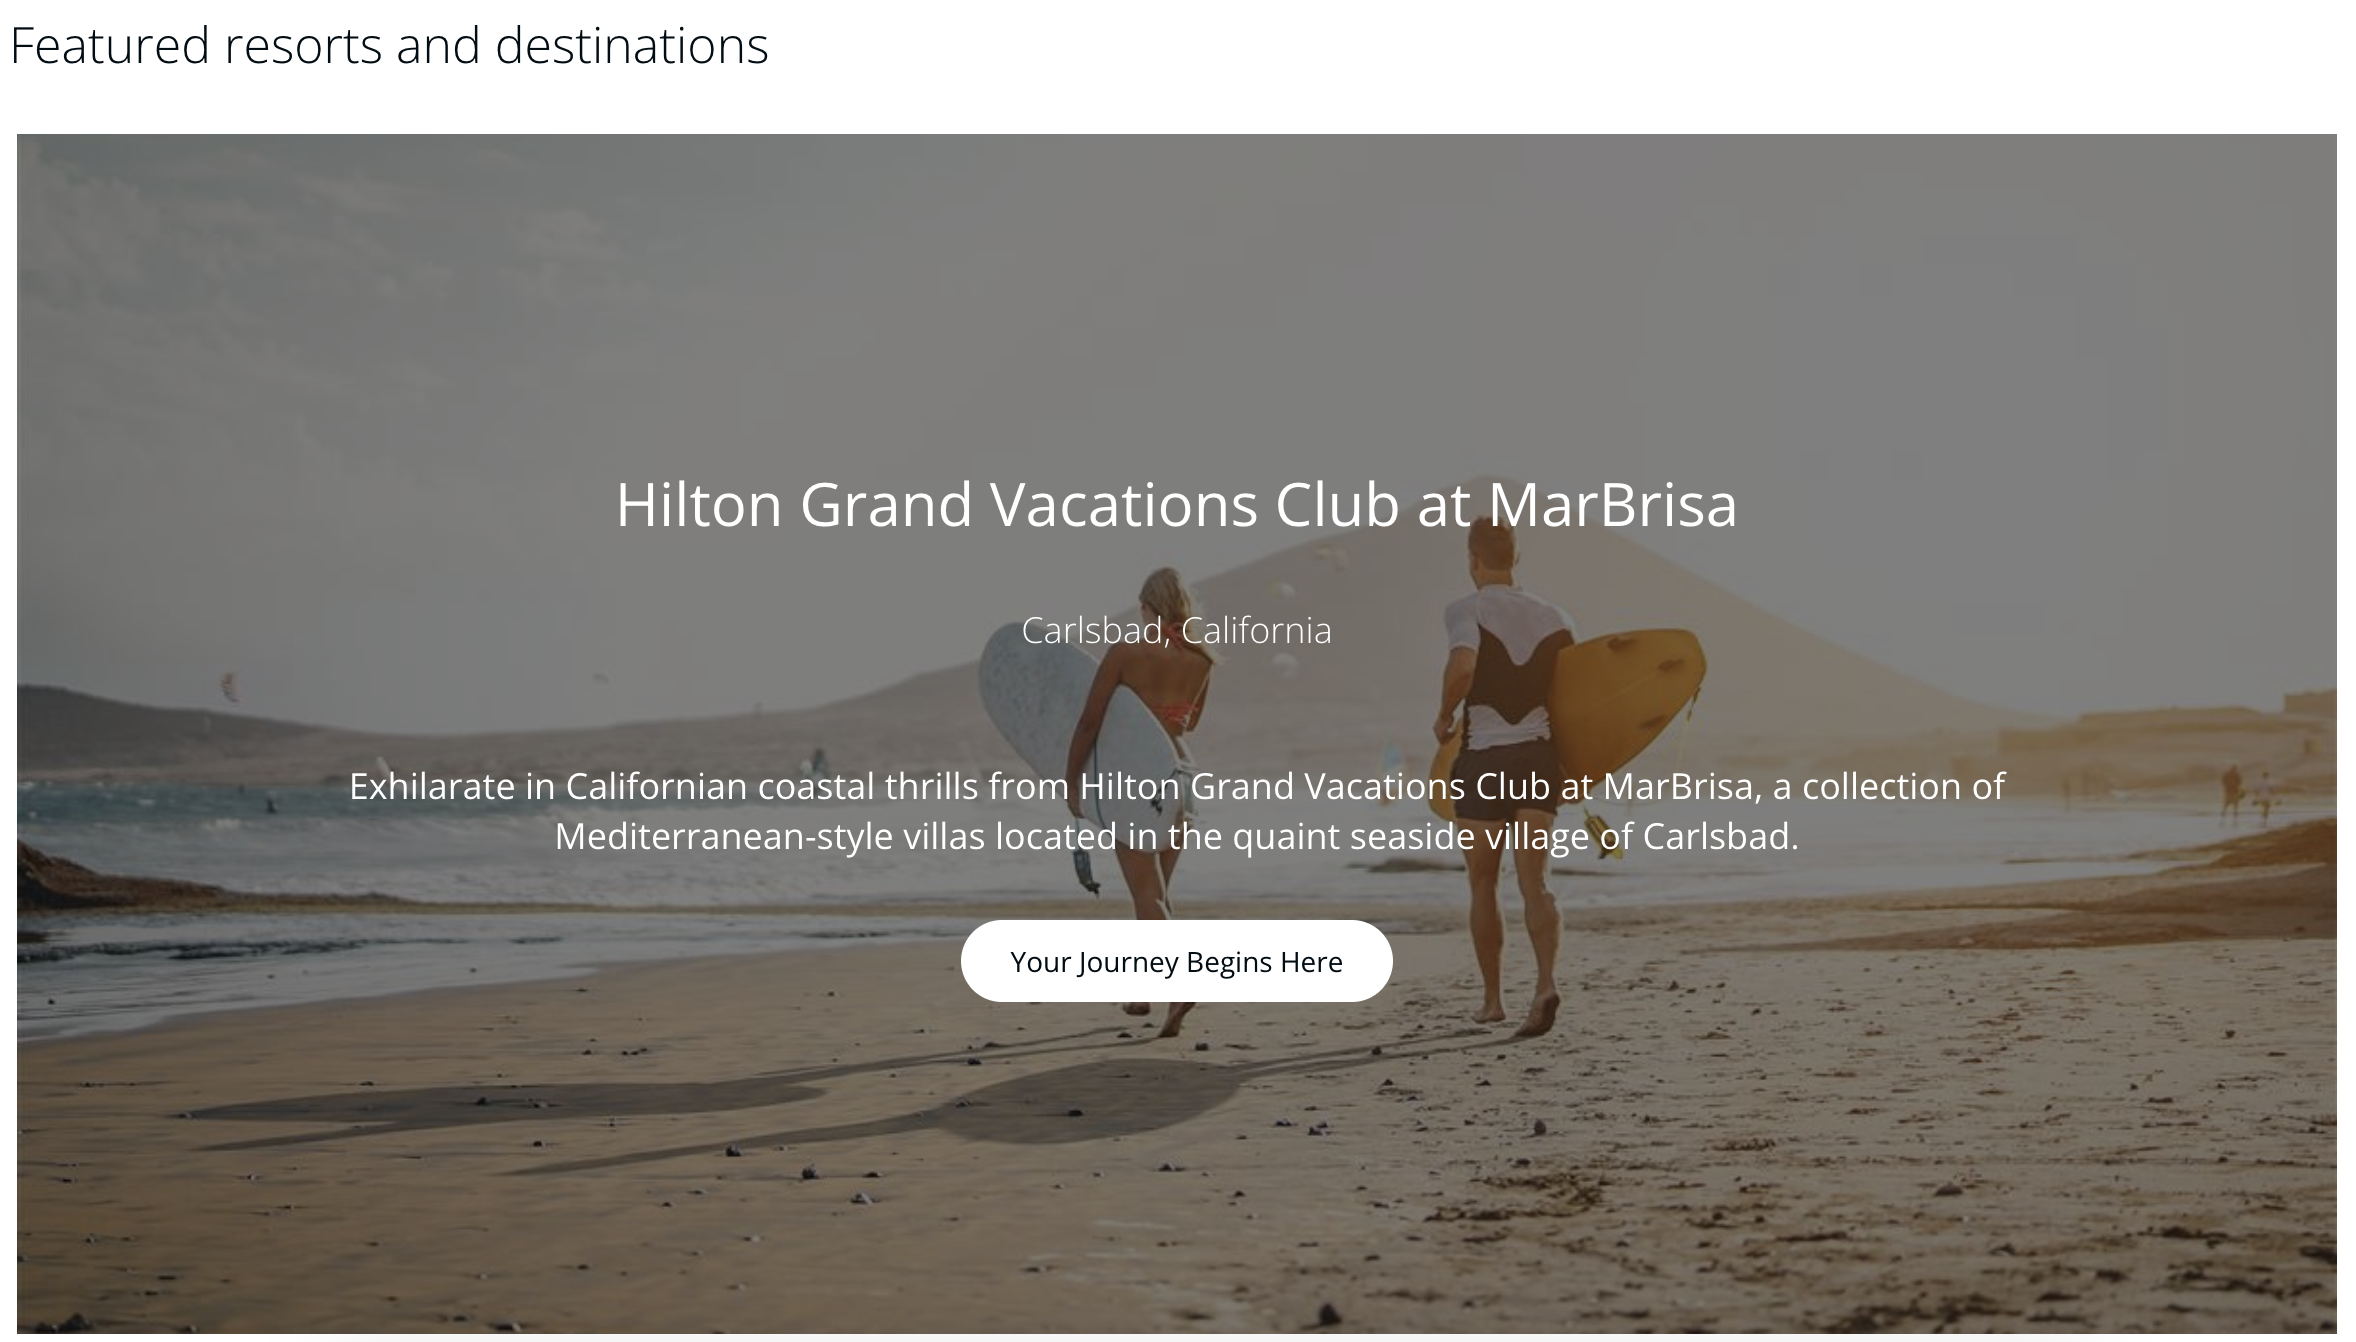 Featured resorts and destinations
Hilton Grand Vacations Club at MarBrisa
Carlsbad, California
Exhilarate in Californian coastal thrills from Hilton Grand Vacations Club at MarBrisa, a collection of
Mediterranean-style villas located in the quaint seaside village of Carlsbad.
Your Journey Begins Here